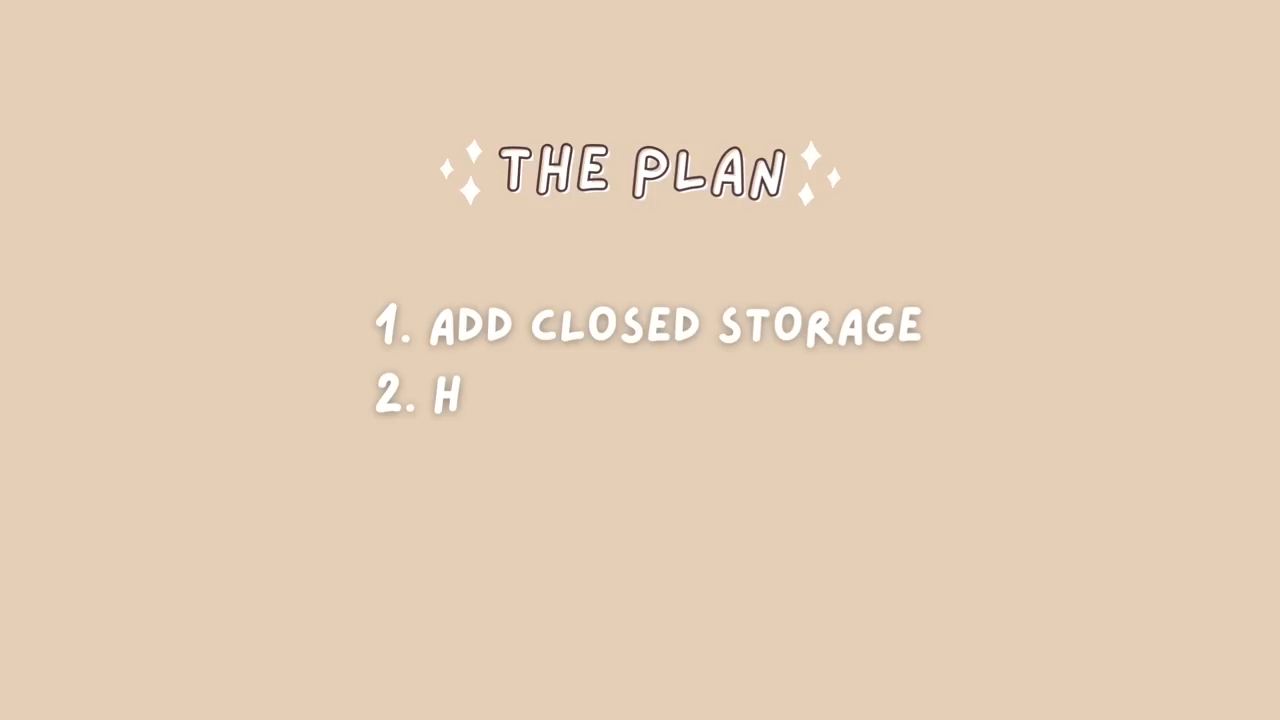 THE PLAN
1. ADD CLOSED STORAGE
2. H